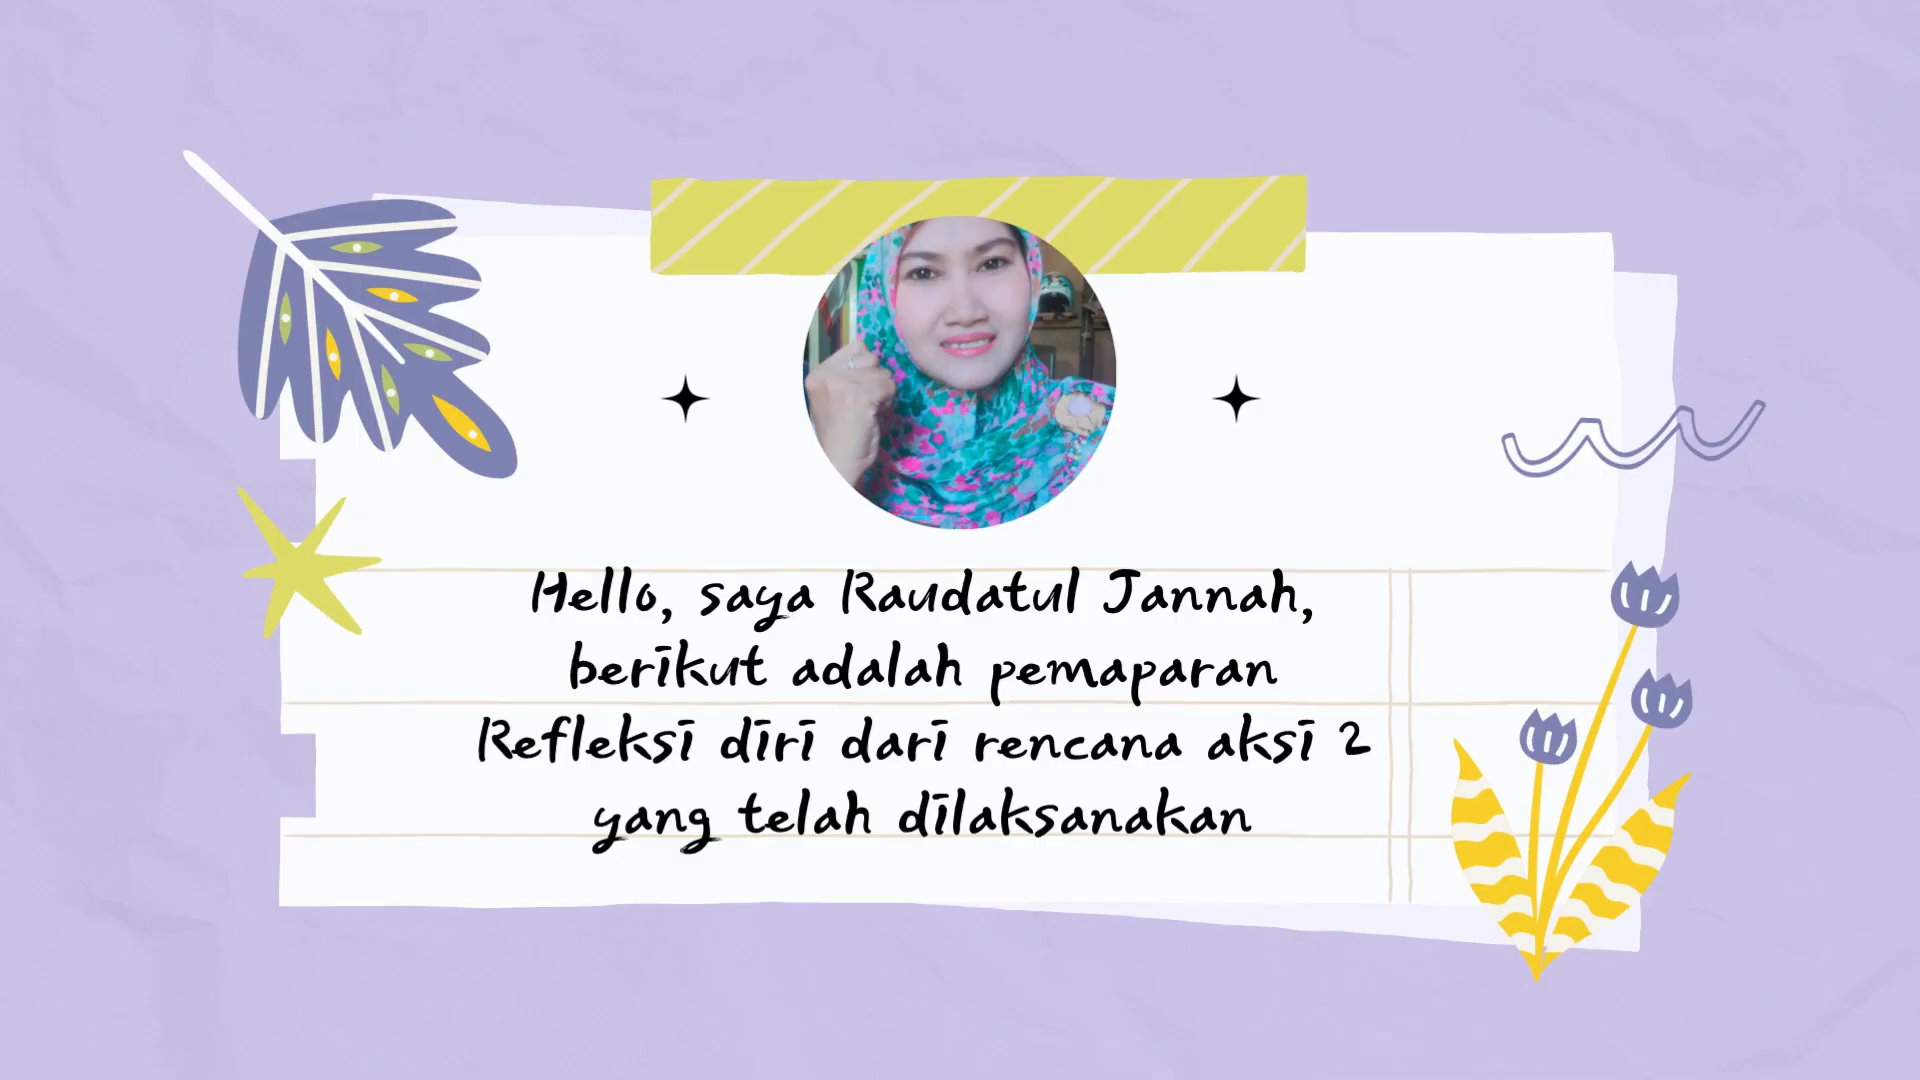 Hello, saya Raudatul Jannah,
berikut adalah pemaparan
Refleksi diri dari rencana aksi 2
yang telah dilaksanakan